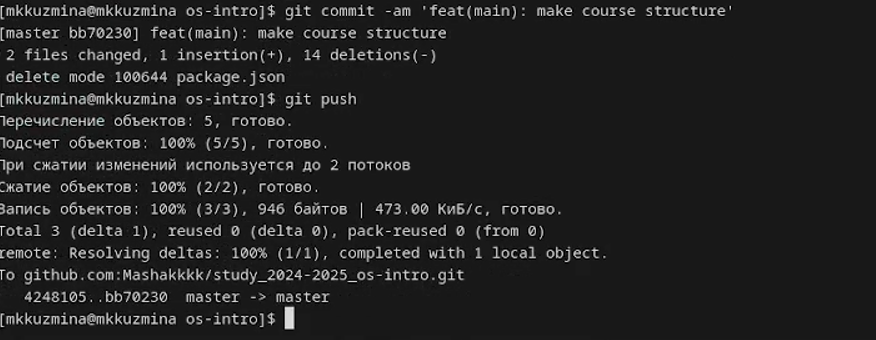 [mkkuzmina@mkkuzmina os-intro]$ git commit -am 'feat(main): make course structure'
[master bb70230] feat(main): make course structure
 2 files changed, 1 insertion(+), 14 deletions(-)
 delete mode 100644 package.json
[mkkuzmina@mkkuzmina os-intro]$ git push
Перечисление объектов: 5, готово.
Подсчет объектов: 100% (5/5), готово.
При сжатии изменений используется до 2 потоков
Сжатие объектов: 100% (2/2), готово.
Запись объектов: 100% (3/3), 946 байтов | 473.00 КиБ/с, готово.
Total 3 (delta 1), reused 0 (delta 0), pack-reused 0 (from 0)
remote: Resolving deltas: 100% (1/1), completed with 1 local object.
To github.com:Mashakkkk/study_2024-2025_os-intro.git
   4248105..bb70230  master -> master
[mkkuzmina@mkkuzmina os-intro]$